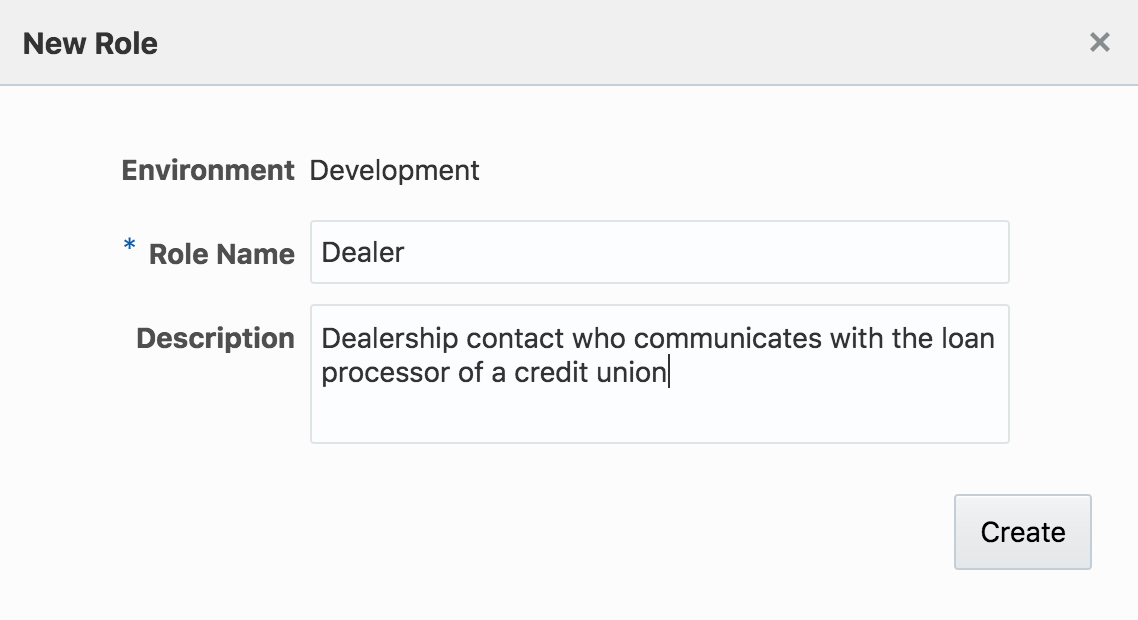 New Role
Environment Development
* Role Name Dealer
Description Dealership contact who communicates with the loan
processor of a credit union
Create